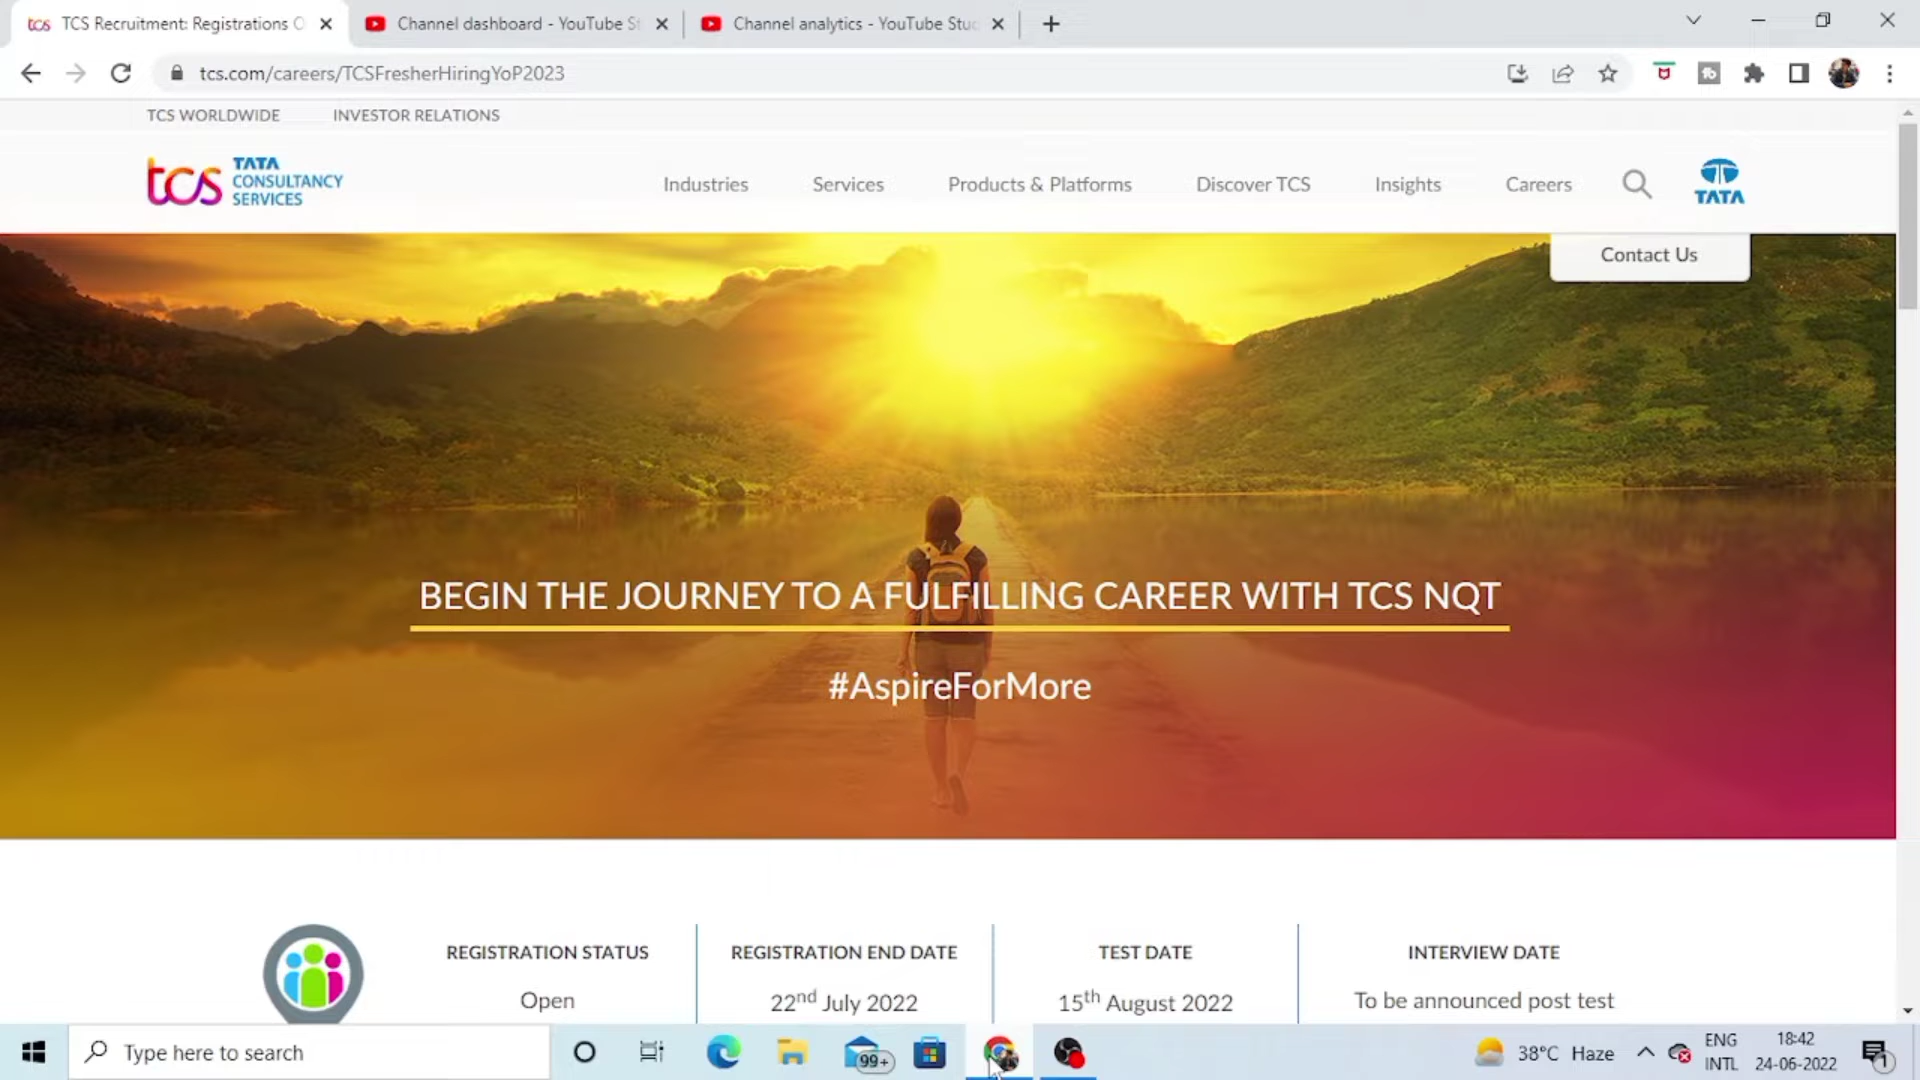 TCS Recruitment: Registrations O
Channel dashboard - YouTube St
Channel analytics - YouTube Stud
tcs.com/careers/TCSFresherHiringYoP2023
TCS WORLDWIDE INVESTOR RELATIONS
tcs TATA CONSULTANCY SERVICES
Industries Services Products & Platforms Discover TCS Insights Careers
TATA
Contact Us
BEGIN THE JOURNEY TO A FULFILLING CAREER WITH TCS NQT
#AspireForMore
REGISTRATION STATUS REGISTRATION END DATE TEST DATE INTERVIEW DATE
Open 22nd July 2022 15th August 2022 To be announced post test
Type here to search
99+
38°C Haze
ENG
INTL
18:42
24-06-2022
1